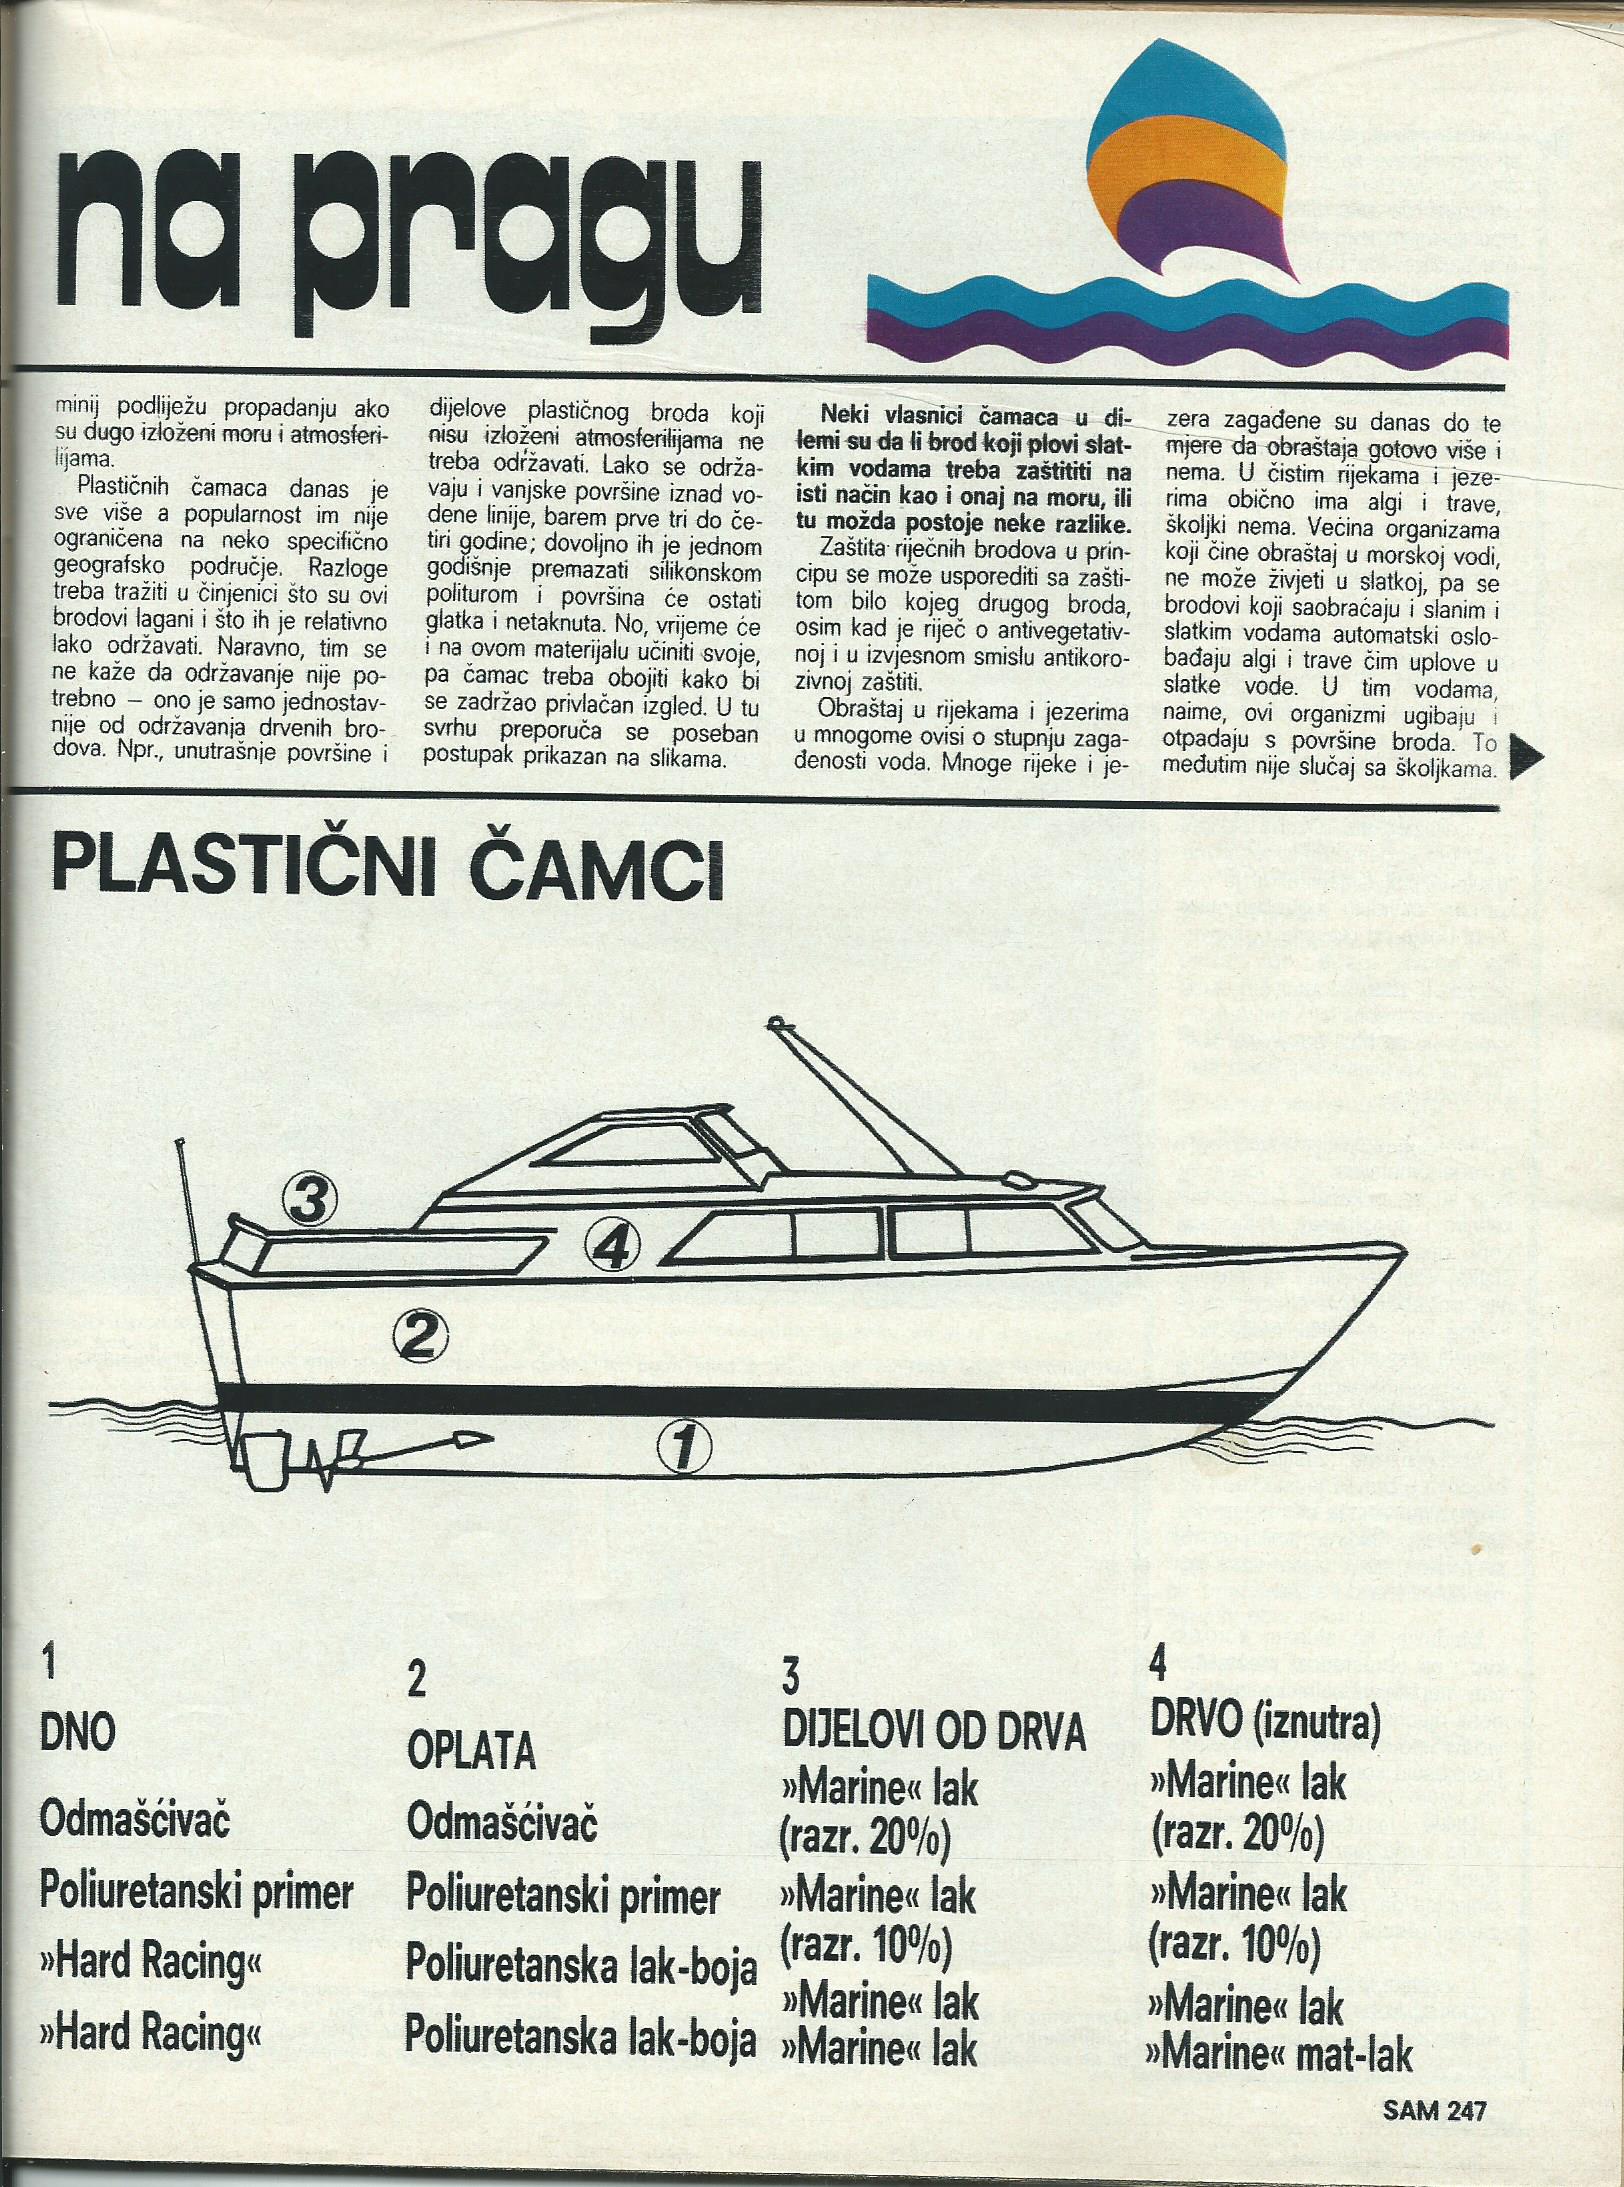 na pragu
minij podliježu propadanju ako
su dugo izloženi moru i atmosferi-
lijama.
Plastičnih čamaca danas je
sve više a popularnost im nije
ograničena na neko specifično
geografsko područje. Razloge
treba tražiti u činjenici što su ovi
brodovi lagani i što ih je relativno
lako održavati. Naravno, tim se
ne kaže da održavanje nije po-
trebno – ono je samo jednostav-
nije od održavanja drvenih bro-
dova. Npr., unutrašnje površine i
dijelove plastičnog broda koji
nisu izloženi atmosferilijama ne
treba održavati. Lako se održa-
vaju i vanjske površine iznad vo-
dene linije, barem prve tri do če-
tiri godine; dovoljno ih je jednom
godišnje premazati silikonskom
politurom i površina će ostati
glatka i netaknuta. No, vrijeme će
i na ovom materijalu učiniti svoje,
pa čamac treba obojiti kako bi
se zadržao privlačan izgled. U tu
svrhu preporuča se poseban
postupak prikazan na slikama.
Neki vlasnici čamaca u di-
lemi su da li brod koji plovi slat-
kim vodama treba zaštititi na
isti način kao i onaj na moru, ili
tu možda postoje neke razlike.
Zaštita riječnih brodova u prin-
cipu se može usporediti sa zašti-
tom bilo kojeg drugog broda,
osim kad je riječ o antivegetativ-
noj i u izvjesnom smislu antikoro-
zivnoj zaštiti.
Obraštaj u rijekama i jezerima
u mnogome ovisi o stupnju zaga-
đenosti voda. Mnoge rijeke i je-
zera zagađene su danas do te
mjere da obraštaja gotovo više i
nema. U čistim rijekama i jeze-
rima obično ima algi i trave,
školjki nema. Većina organizama
koji čine obraštaj u morskoj vodi,
ne može živjeti u slatkoj, pa se
brodovi koji saobraćaju i slanim i
slatkim vodama automatski oslo-
bađaju algi i trave čim uplove u
slatke vode. U tim vodama,
naime, ovi organizmi ugibaju i
otpadaju s površine broda. To
međutim nije slučaj sa školjkama.
PLASTIČNI ČAMCI
3
4
2
1
1
DNO
Odmašćivač
Poliuretanski primer
»Hard Racing«
»Hard Racing«
2
OPLATA
Odmašćivač
Poliuretanski primer
Poliuretanska lak-boja
Poliuretanska lak-boja
3
DIJELOVI OD DRVA
»Marine« lak
(razr. 20%)
»Marine« lak
(razr. 10%)
»Marine« lak
»Marine« lak
4
DRVO (iznutra)
»Marine« lak
(razr. 20%)
»Marine« lak
(razr. 10%)
»Marine« lak
»Marine« mat-lak
SAM 247